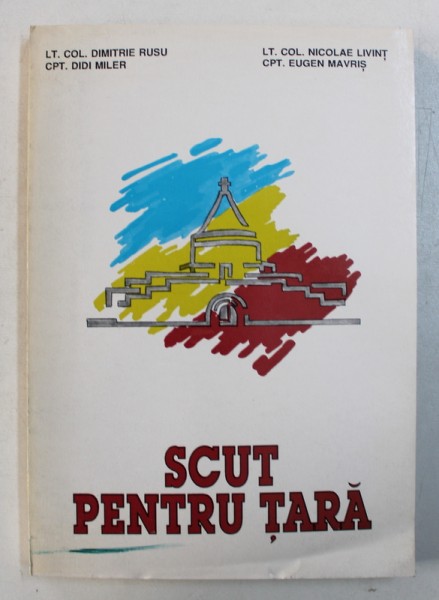 LT. COL. DIMITRIE RUSU
CPT. DIDI MILER
LT. COL. NICOLAE LIVINȚ
CPT. EUGEN MAVRIȘ
SCUT
PENTRU ȚARĂ